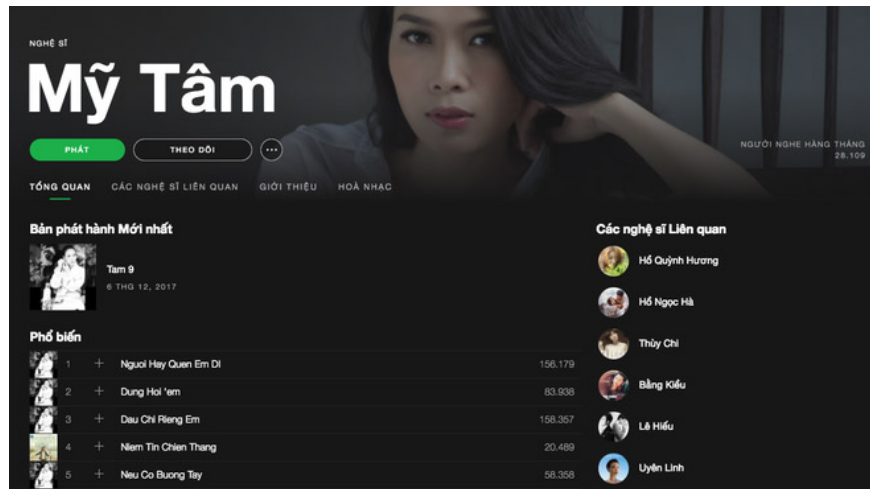 NGHỆ SĨ
Mỹ Tâm
PHÁT
THEO DÕI
NGƯỜI NGHE HÀNG THÁNG
28.109
TỔNG QUAN
CÁC NGHỆ SĨ LIÊN QUAN
GIỚI THIỆU
HOÀ NHẠC
Bản phát hành Mới nhất
Tam 9
6 THG 12, 2017
Phổ biến
1 Nguoi Hay Quen Em Di 156.179
2 Dung Hoi 'em 83.938
3 Dau Chi Rieng Em 158.357
4 Niem Tin Chien Thang 20.489
5 Neu Co Buong Tay 58.358
Các nghệ sĩ Liên quan
Hồ Quỳnh Hương
Hồ Ngọc Hà
Thùy Chi
Bằng Kiều
Lê Hiếu
Uyên Linh